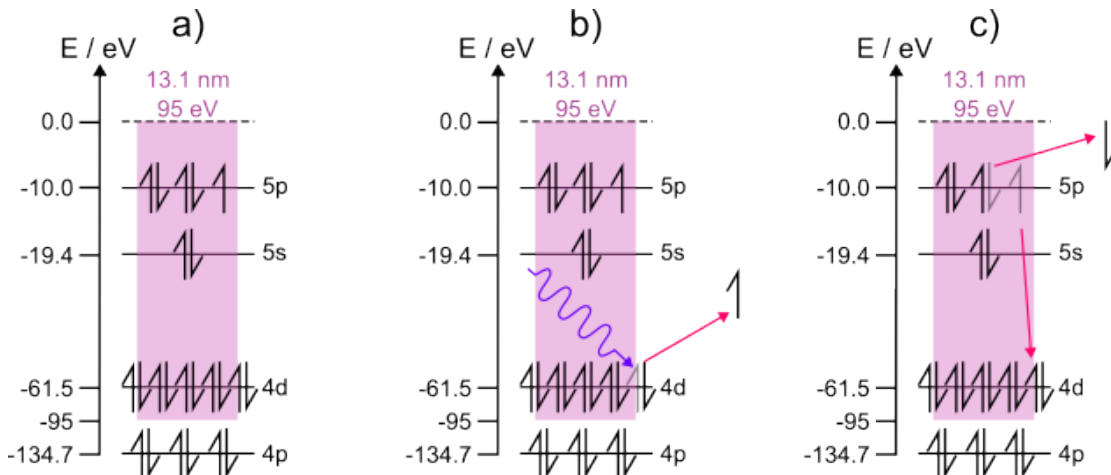 a)
E / eV
13.1 nm
95 eV
0.0
-10.0
5p
-19.4
5s
-61.5
4d
-95
-134.7
4p
b)
E / eV
13.1 nm
95 eV
0.0
-10.0
5p
-19.4
5s
-61.5
4d
-95
-134.7
4p
c)
E / eV
13.1 nm
95 eV
0.0
-10.0
5p
-19.4
5s
-61.5
4d
-95
-134.7
4p